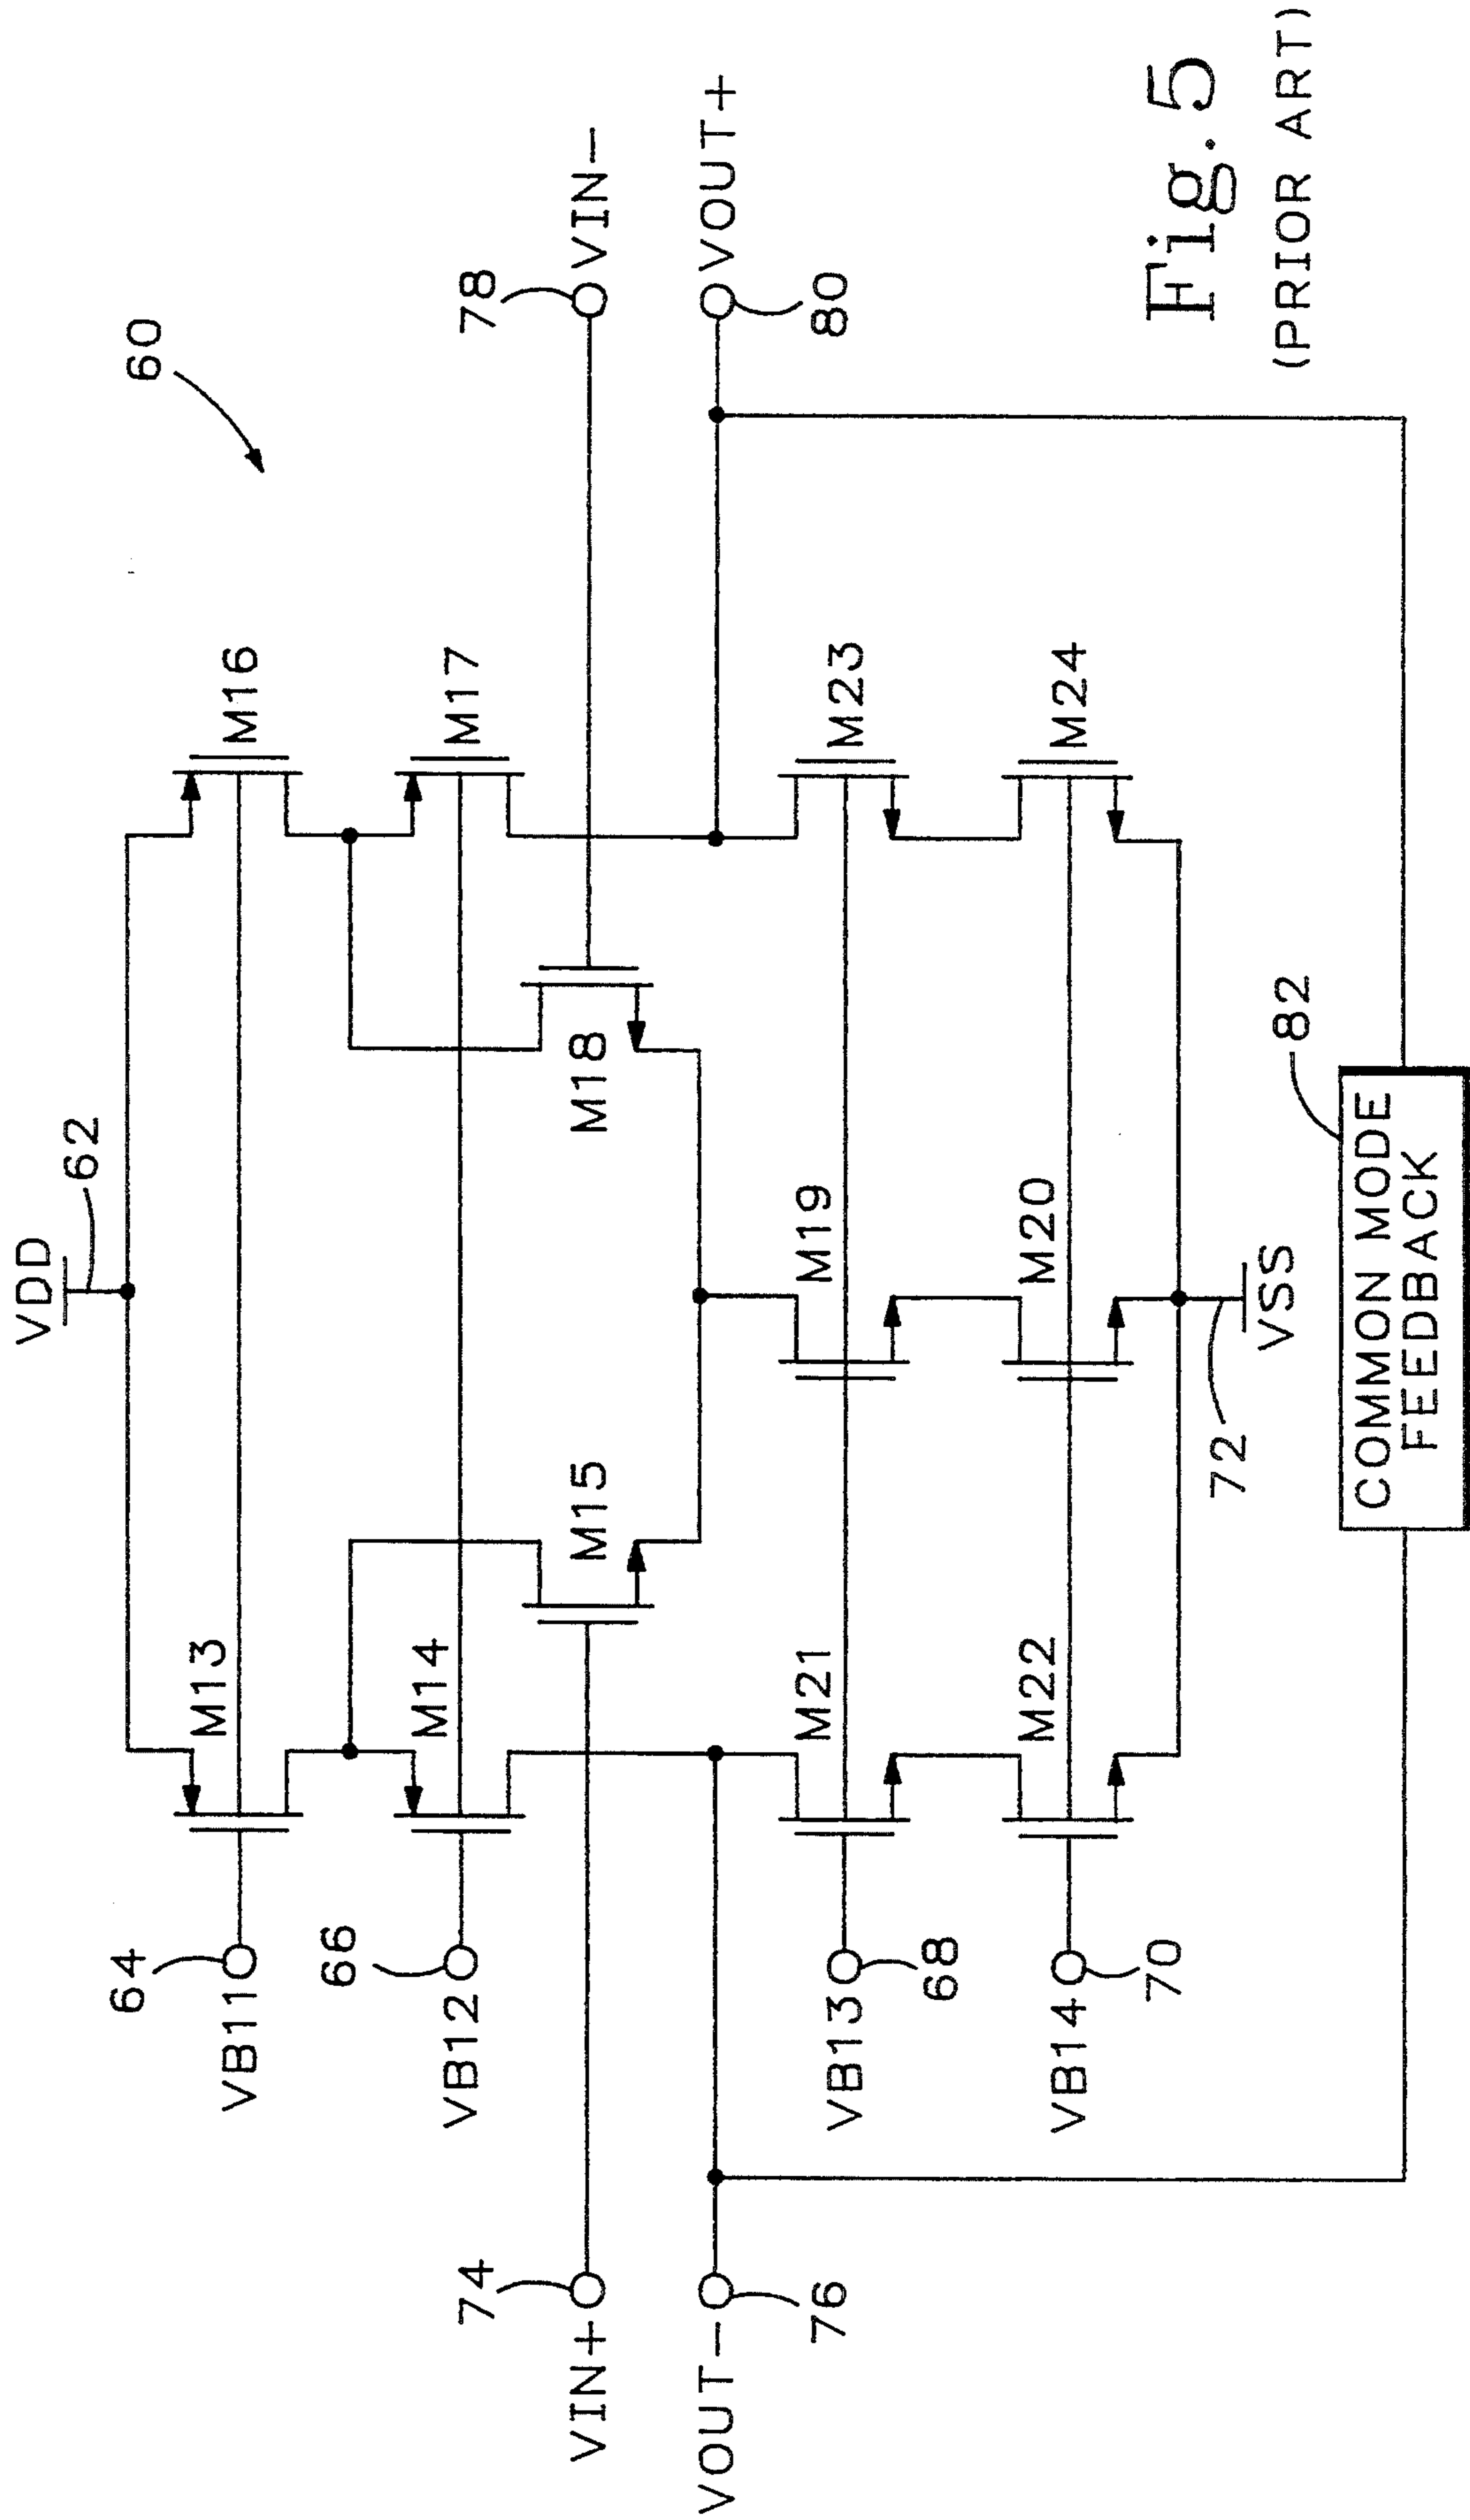 VDD
62
60
64
VB11
M13
M16
66
VB12
M14
M17
74
VIN+
M15
M18
78
VIN-
VOUT-
76
VOUT+
80
VB13
68
M21
M19
M23
VB14
70
M22
M20
M24
72
VSS
82
COMMON MODE
FEEDBACK
Fig.5
(PRIOR ART)